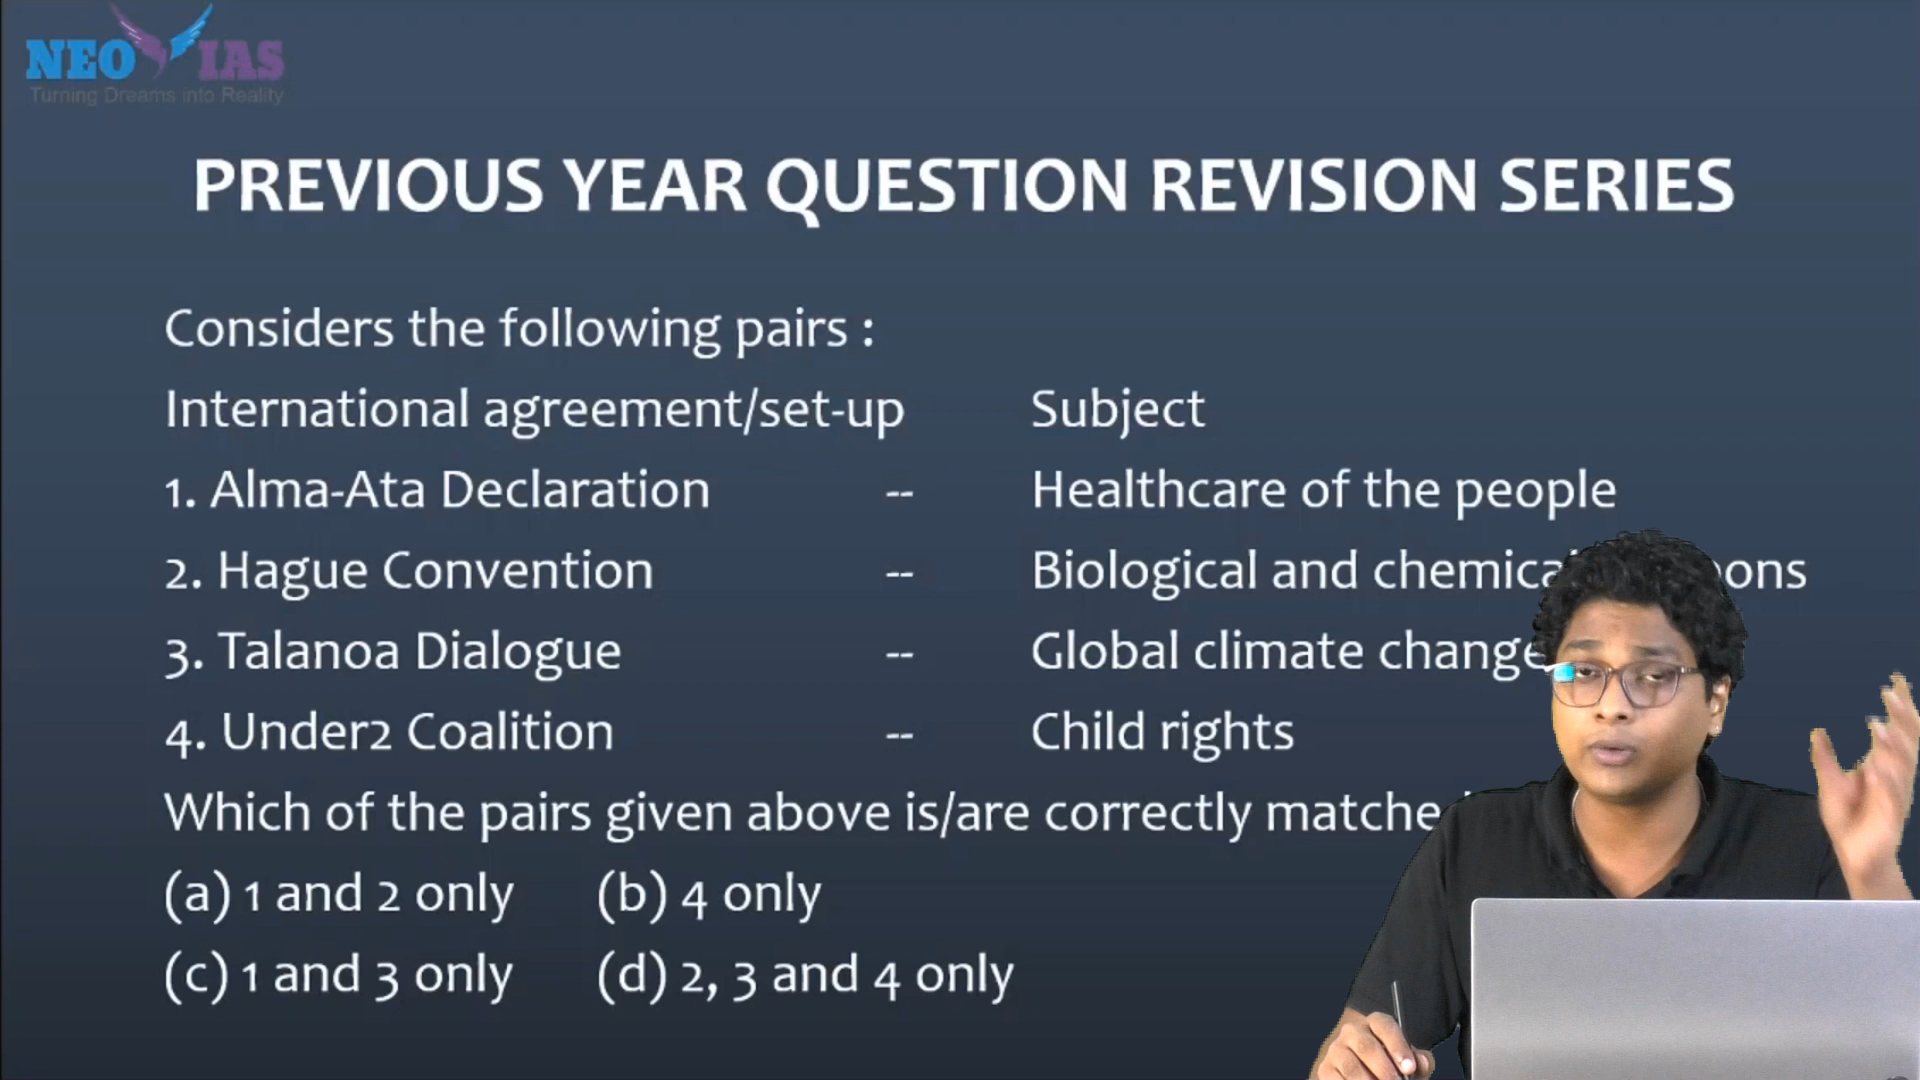 NEO IAS
Turning Dreams into Reality
PREVIOUS YEAR QUESTION REVISION SERIES
Considers the following pairs :
International agreement/set-up Subject
1. Alma-Ata Declaration -- Healthcare of the people
2. Hague Convention -- Biological and
3. Talanoa Dialogue -- Global climate change
4. Under2 Coalition -- Child rights
Which of the pairs given above is/are correctly
(a) 1 and 2 only (b) 4 only
(c) 1 and 3 only (d) 2, 3 and 4 only